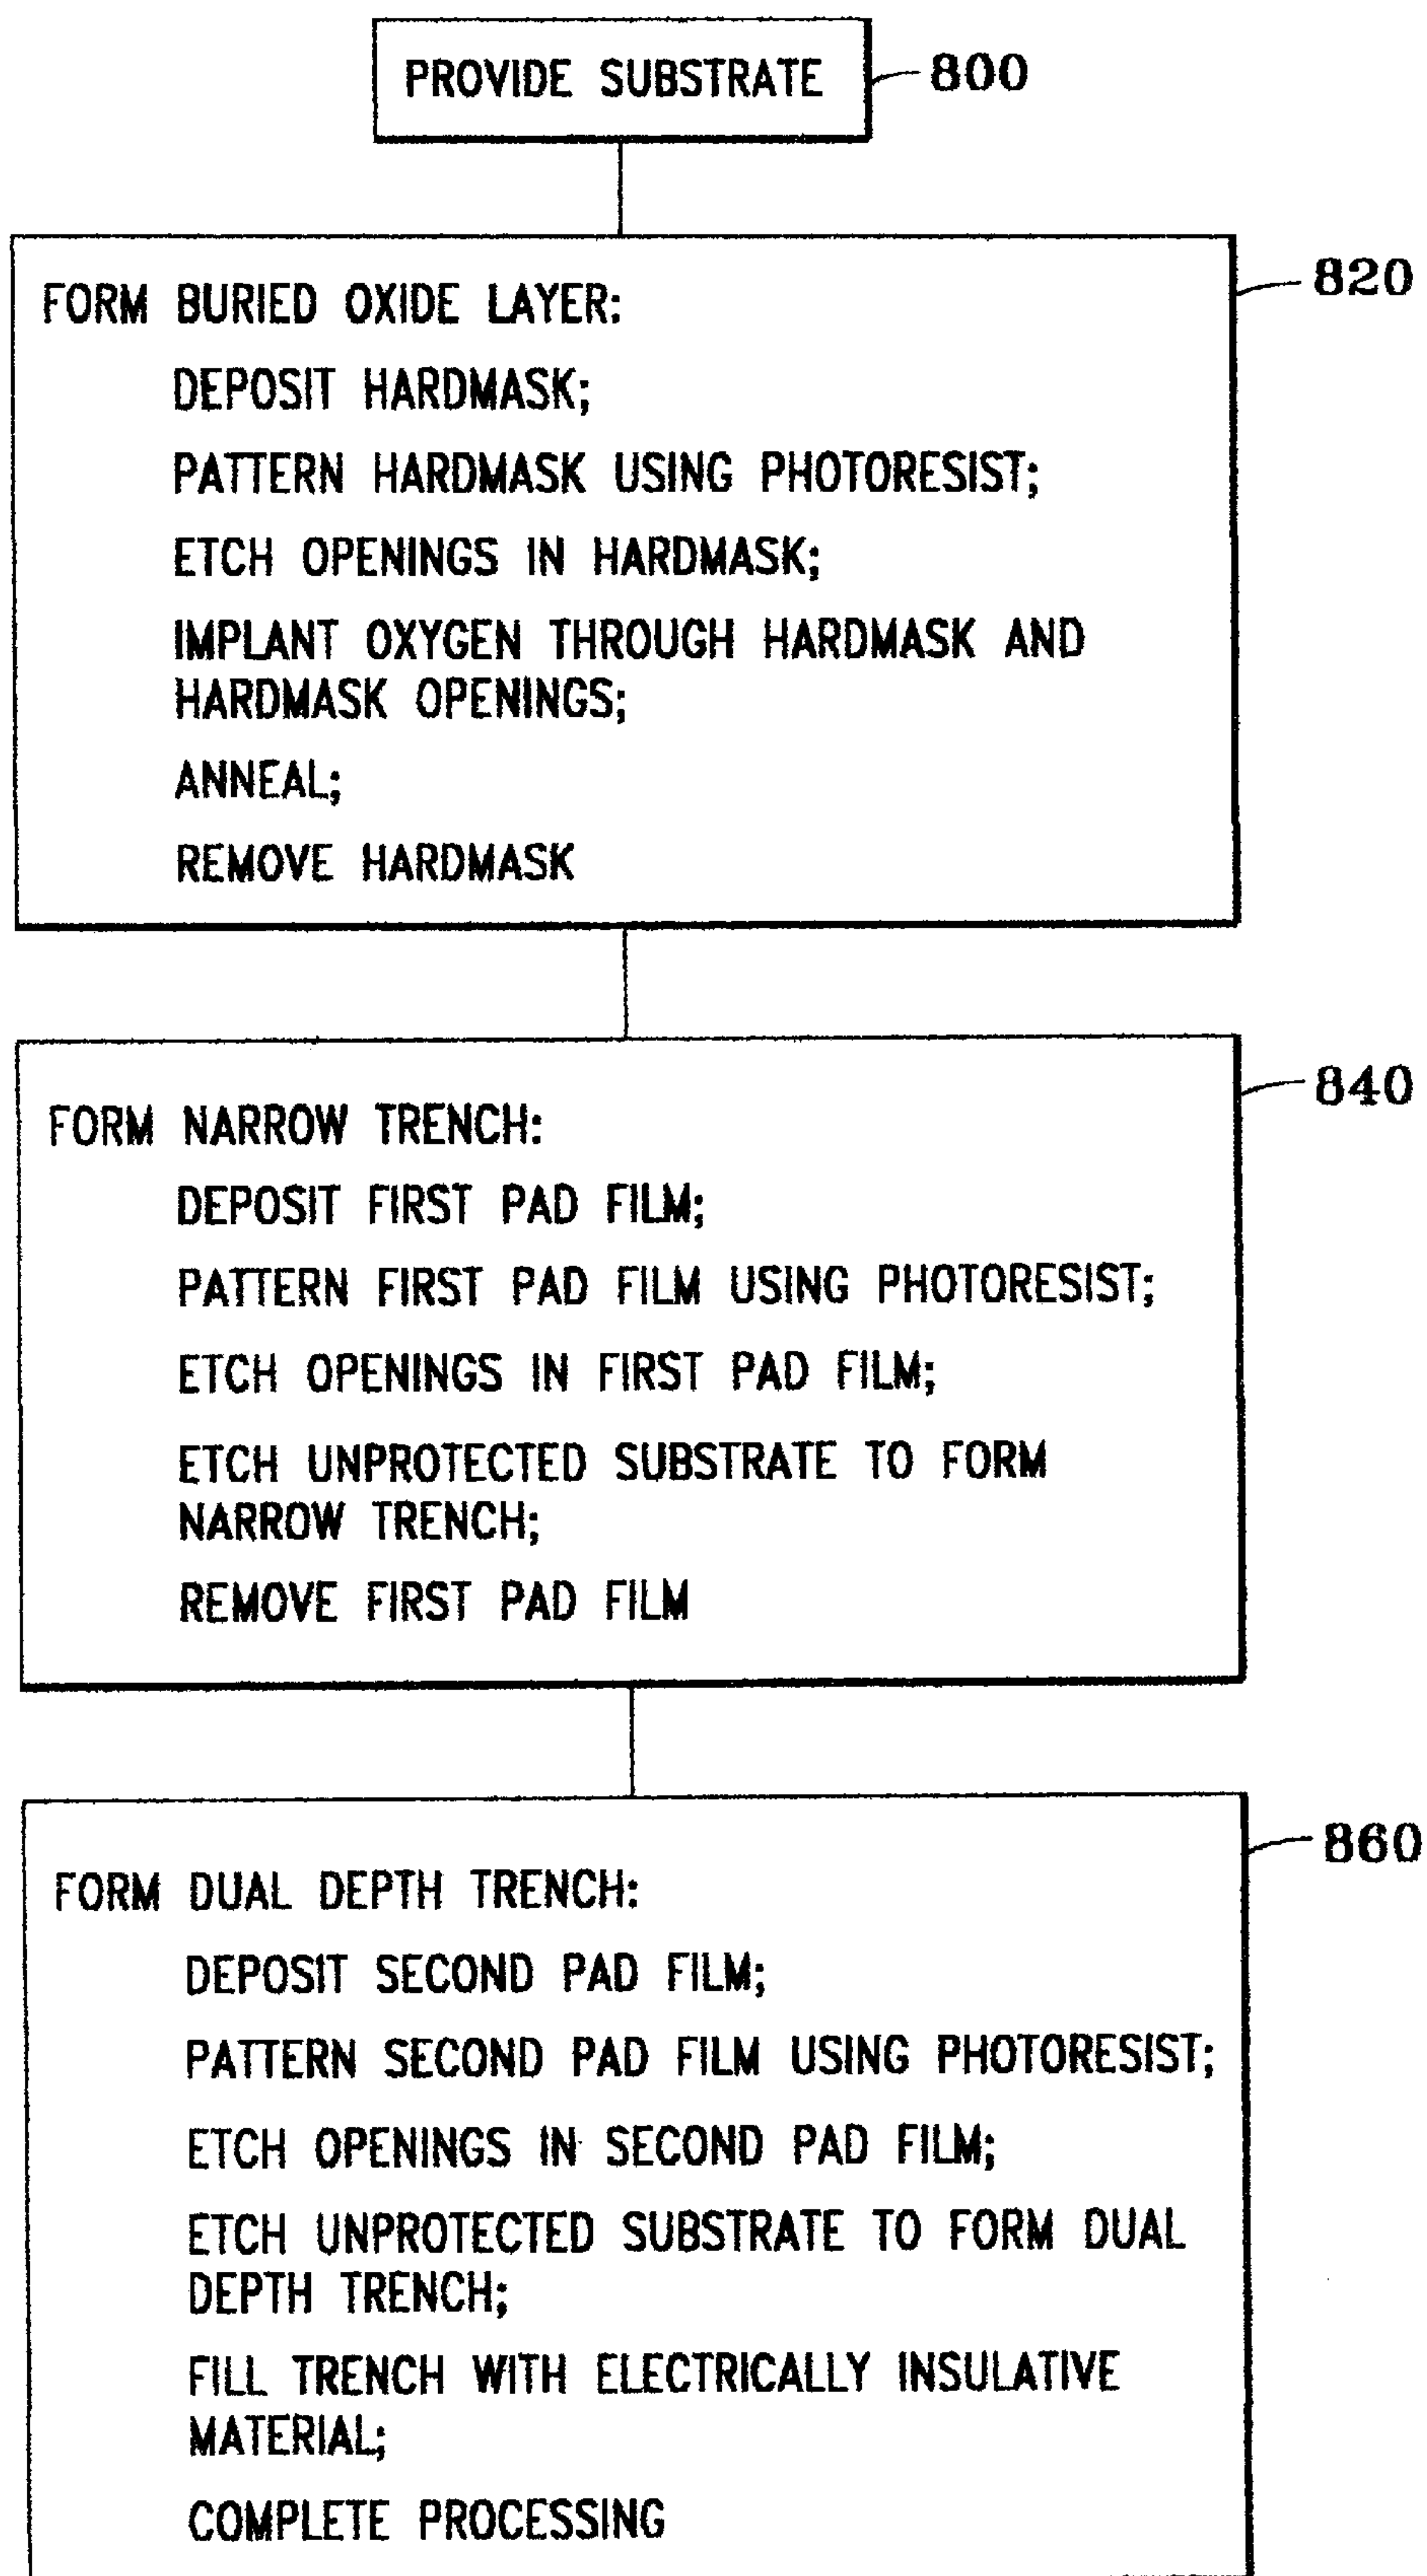 PROVIDE SUBSTRATE
800
820
FORM BURIED OXIDE LAYER:
DEPOSIT HARDMASK;
PATTERN HARDMASK USING PHOTORESIST;
ETCH OPENINGS IN HARDMASK;
IMPLANT OXYGEN THROUGH HARDMASK AND
HARDMASK OPENINGS;
ANNEAL;
REMOVE HARDMASK
840
FORM NARROW TRENCH:
DEPOSIT FIRST PAD FILM;
PATTERN FIRST PAD FILM USING PHOTORESIST;
ETCH OPENINGS IN FIRST PAD FILM;
ETCH UNPROTECTED SUBSTRATE TO FORM
NARROW TRENCH;
REMOVE FIRST PAD FILM
860
FORM DUAL DEPTH TRENCH:
DEPOSIT SECOND PAD FILM;
PATTERN SECOND PAD FILM USING PHOTORESIST;
ETCH OPENINGS IN SECOND PAD FILM;
ETCH UNPROTECTED SUBSTRATE TO FORM DUAL
DEPTH TRENCH;
FILL TRENCH WITH ELECTRICALLY INSULATIVE
MATERIAL;
COMPLETE PROCESSING